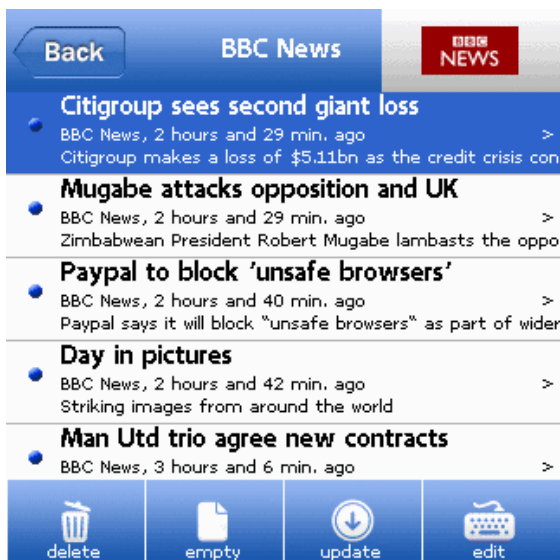 Back
BBC News
BBC
NEWS
Citigroup sees second giant loss
BBC News, 2 hours and 29 min. ago >
Citigroup makes a loss of $5.11bn as the credit crisis con
Mugabe attacks opposition and UK
BBC News, 2 hours and 29 min. ago >
Zimbabwean President Robert Mugabe lambasts the oppo
Paypal to block 'unsafe browsers'
BBC News, 2 hours and 40 min. ago >
Paypal says it will block "unsafe browsers" as part of wider
Day in pictures
BBC News, 2 hours and 42 min. ago >
Striking images from around the world
Man Utd trio agree new contracts
BBC News, 3 hours and 6 min. ago >
delete empty update edit